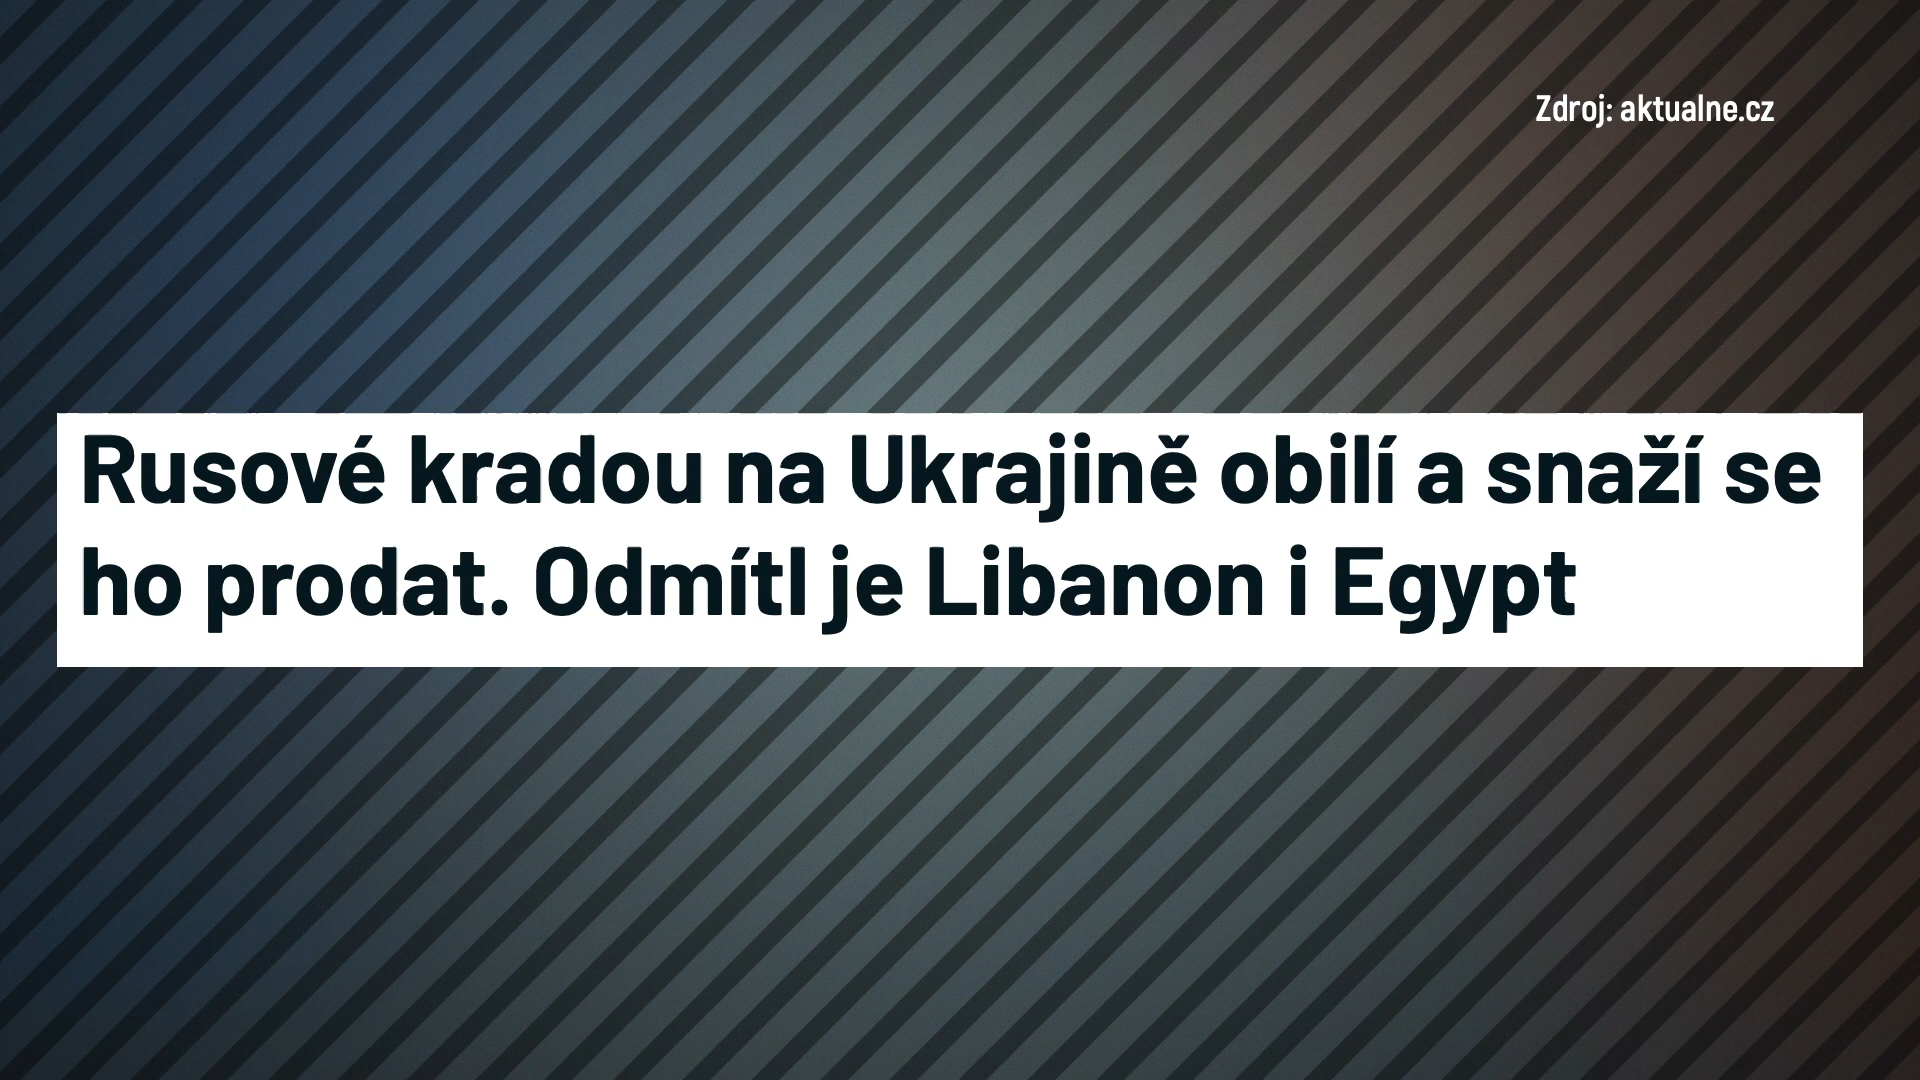 Zdroj: aktualne.cz
Rusové kradou na Ukrajině obilí a snaží se
ho prodat. Odmítl je Libanon i Egypt